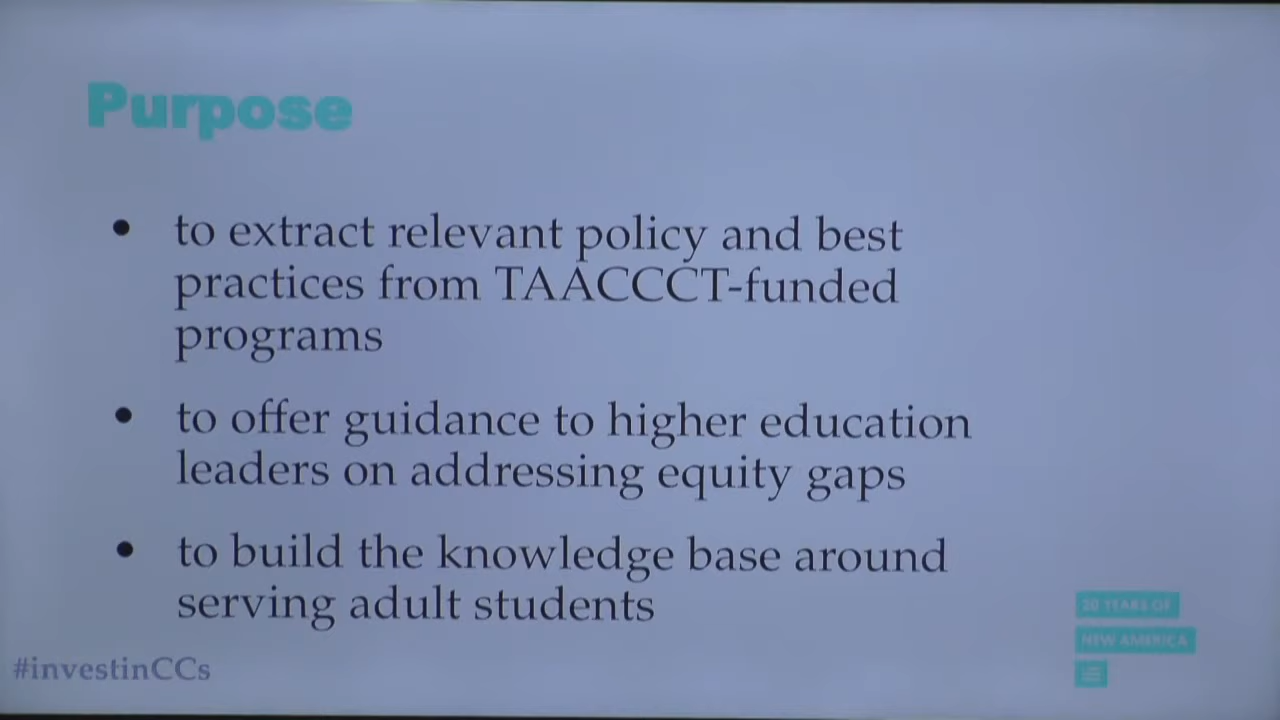 Purpose
• to extract relevant policy and best
practices from TAACCCT-funded
programs
• to offer guidance to higher education
leaders on addressing equity gaps
• to build the knowledge base around
serving adult students
#investinCCs
20 YEARS OF
NEW AMERICA